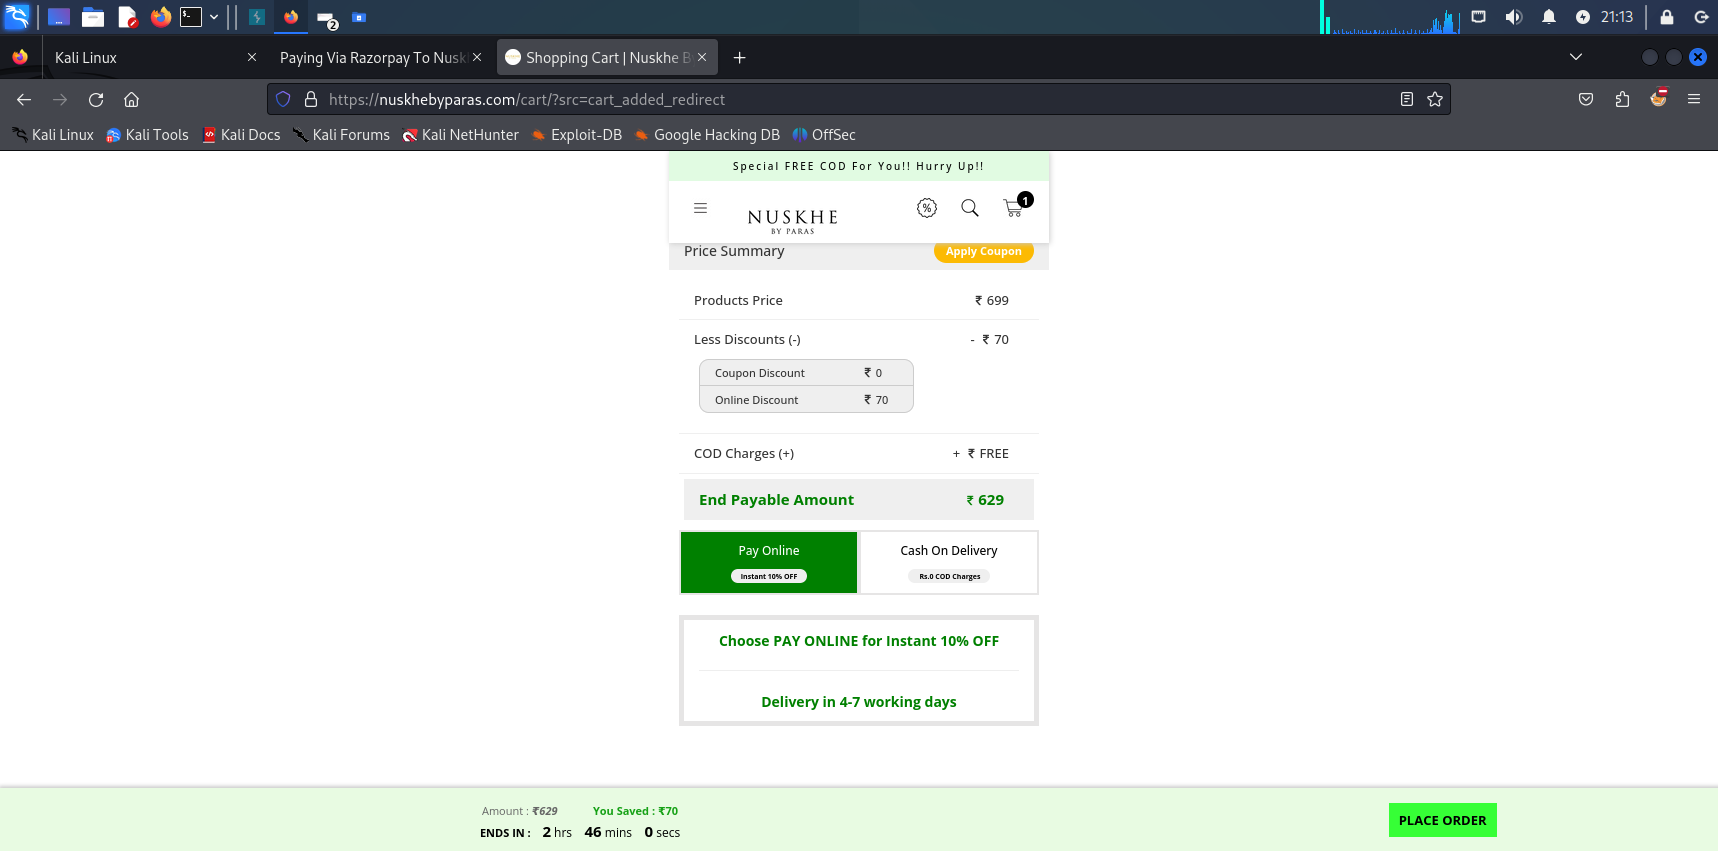 2
21:13
Kali Linux
Paying Via Razorpay To Nuskh
Shopping Cart | Nuskhe B
https://nuskhebyparas.com/cart/?src=cart_added_redirect
Kali Linux
Kali Tools
Kali Docs
Kali Forums
Kali NetHunter
Exploit-DB
Google Hacking DB
OffSec
Special FREE COD For You!! Hurry Up!!
NUSKHE
BY PARAS
%
1
Price Summary
Apply Coupon
Products Price ₹ 699
Less Discounts (-) - ₹ 70
Coupon Discount ₹ 0
Online Discount ₹ 70
COD Charges (+) + ₹ FREE
End Payable Amount ₹ 629
Pay Online
Instant 10% OFF
Cash On Delivery
Rs.0 COD Charges
Choose PAY ONLINE for Instant 10% OFF
Delivery in 4-7 working days
Amount : ₹629 You Saved : ₹70
ENDS IN : 2 hrs 46 mins 0 secs
PLACE ORDER